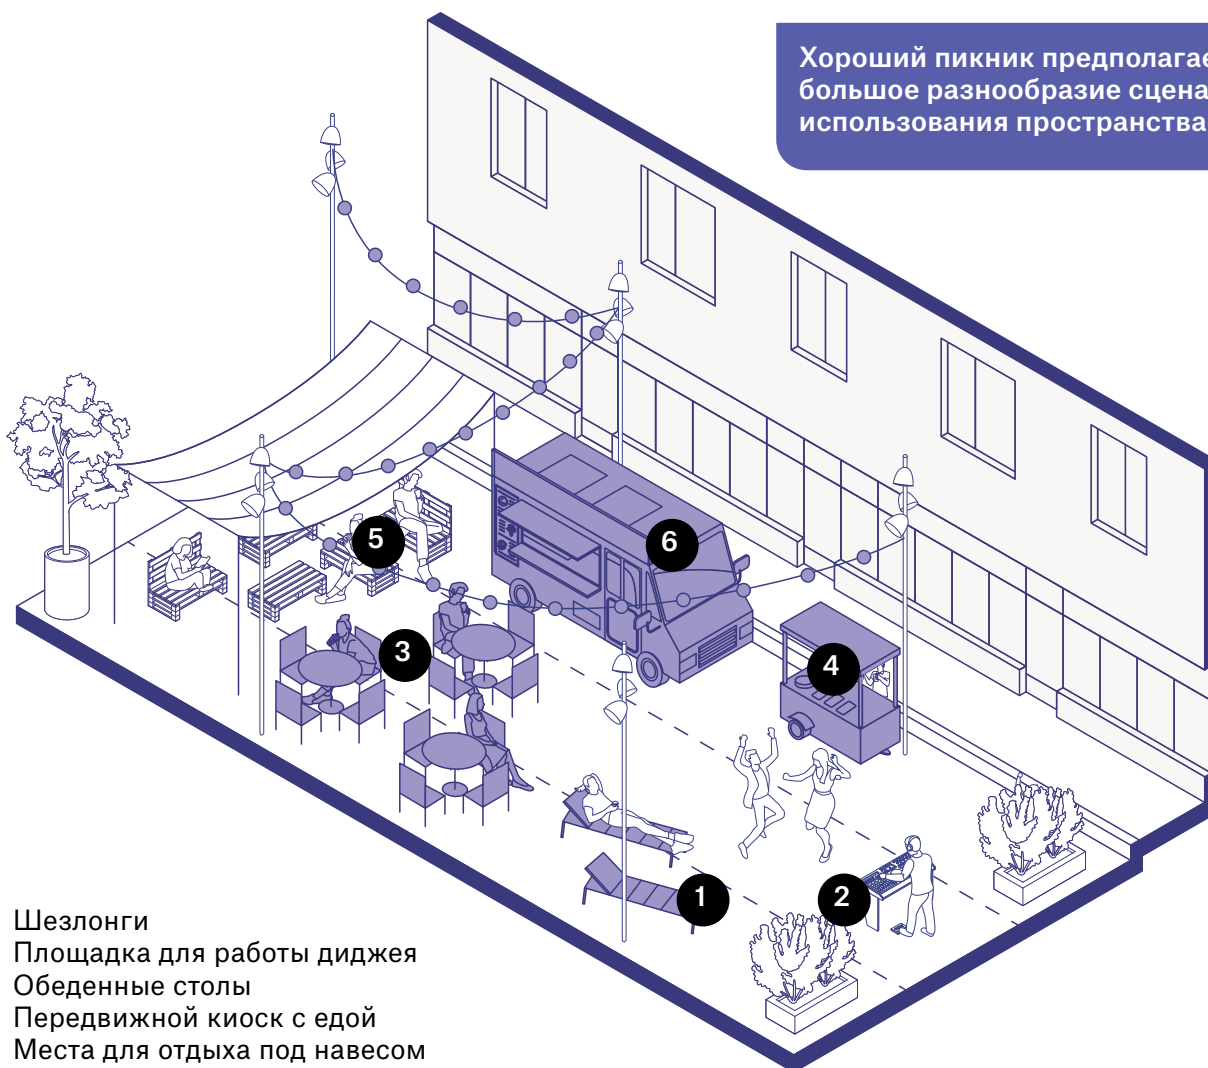 Хороший пикник предполагае
большое разнообразие сцена
использования пространства
6
5
3
4
1
2
Шезлонги
Площадка для работы диджея
Обеденные столы
Передвижной киоск с едой
Места для отдыха под навесом